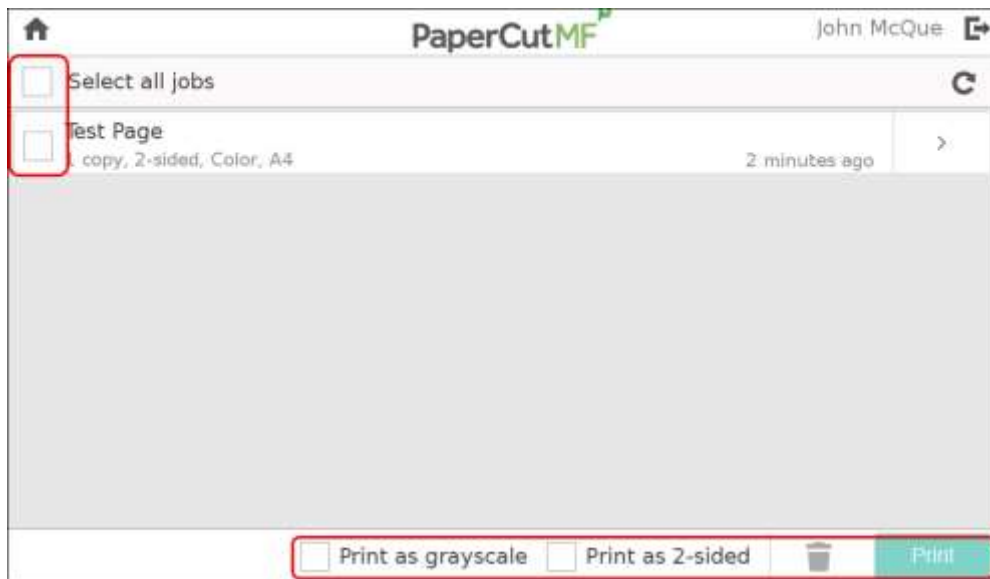 PaperCutMF
John McQue
Select all jobs
Test Page
1 copy, 2-sided, Color, A4
2 minutes ago
Print as grayscale
Print as 2-sided
Print